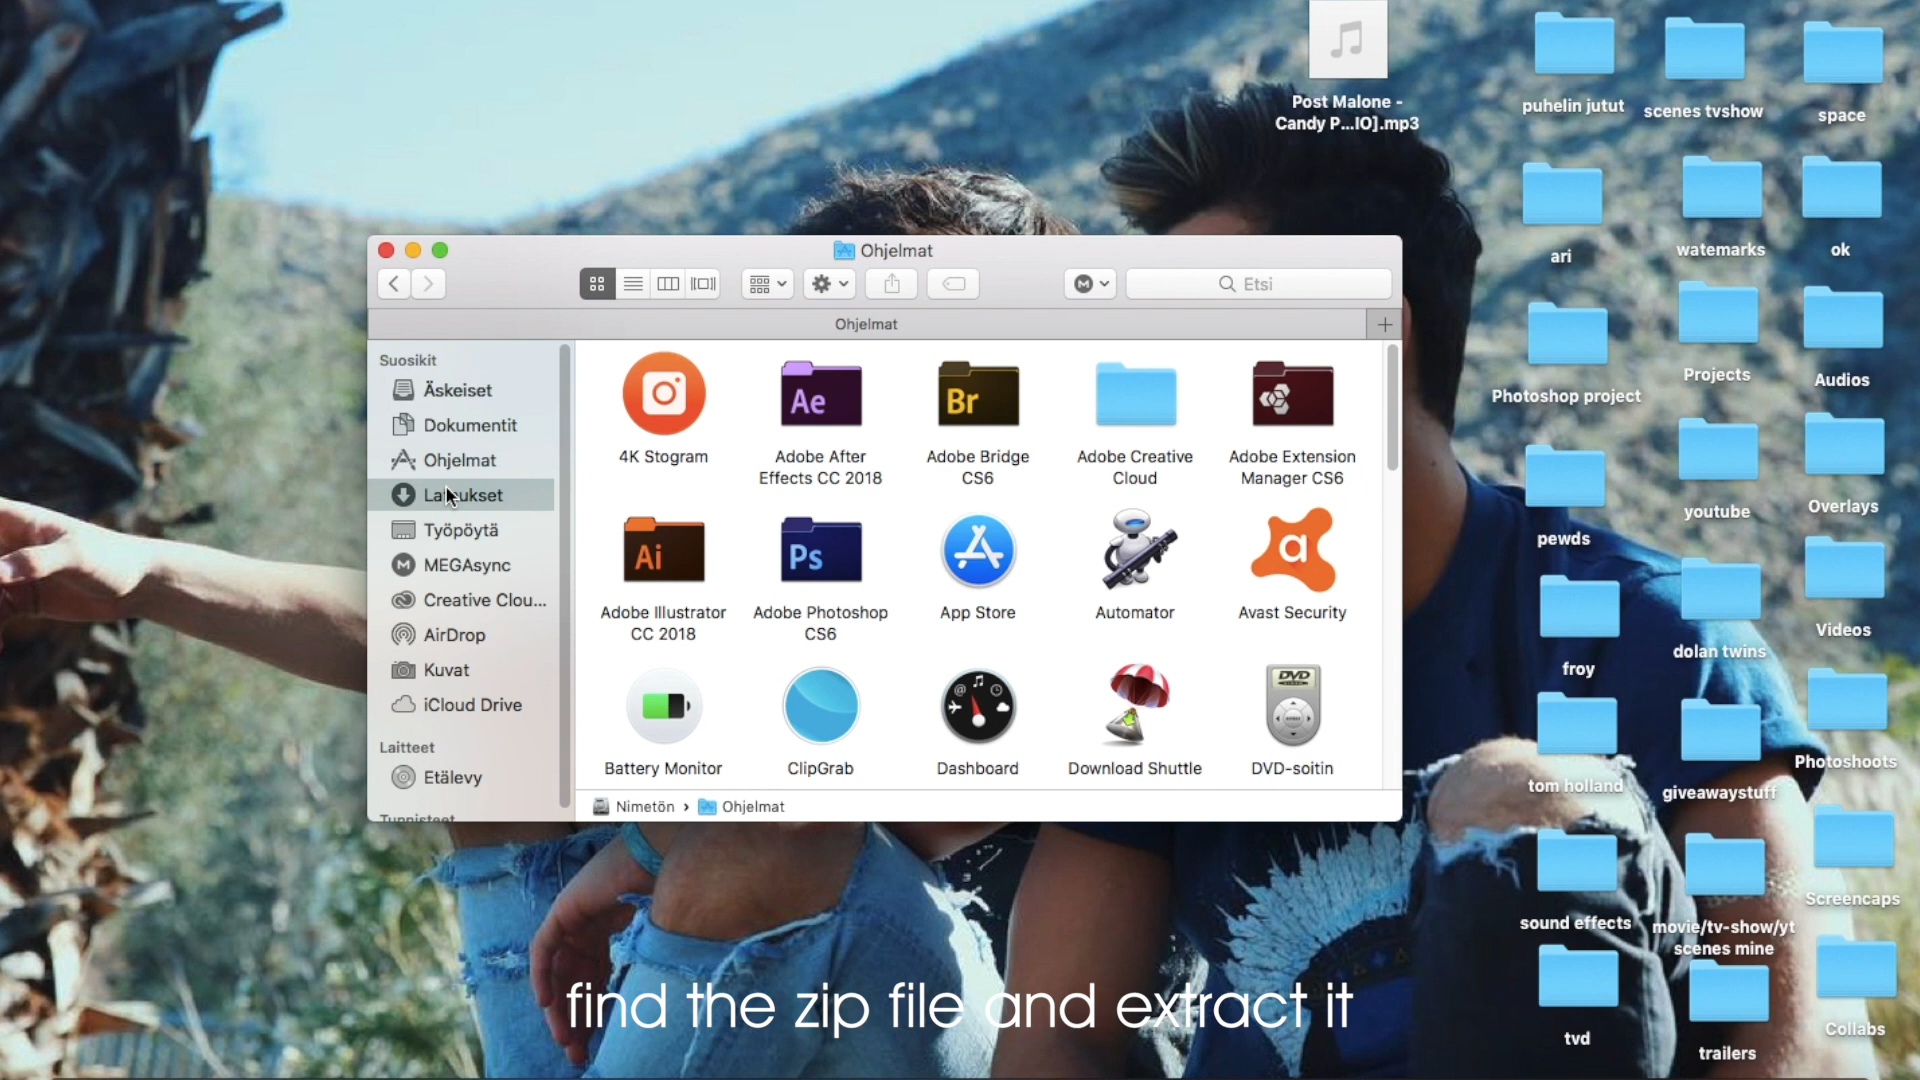 Post Malone -
Candy P...IO].mp3
puhelin jutut
scenes tvshow
space
ari
watemarks
ok
Photoshop project
Projects
Audios
pewds
youtube
Overlays
froy
dolan twins
Videos
tom holland
giveawaystuff
Photoshoots
sound effects
movie/tv-show/yt
scenes mine
Screencaps
tvd
trailers
Collabs
Ohjelmat
Etsi
Ohjelmat
Suosikit
Äskeiset
Dokumentit
Ohjelmat
Työpöytä
MEGAsync
Creative Clou...
AirDrop
Kuvat
iCloud Drive
Laitteet
Etälevy
4K Stogram
Ae
Adobe After
Effects CC 2018
Br
Adobe Bridge
CS6
Adobe Creative
Cloud
Adobe Extension
Manager CS6
Ai
Adobe Illustrator
CC 2018
Ps
Adobe Photoshop
CS6
App Store
Automator
Avast Security
Battery Monitor
ClipGrab
Dashboard
Download Shuttle
DVD
DVD-soitin
Nimetön › Ohjelmat
find the zip file and extract it